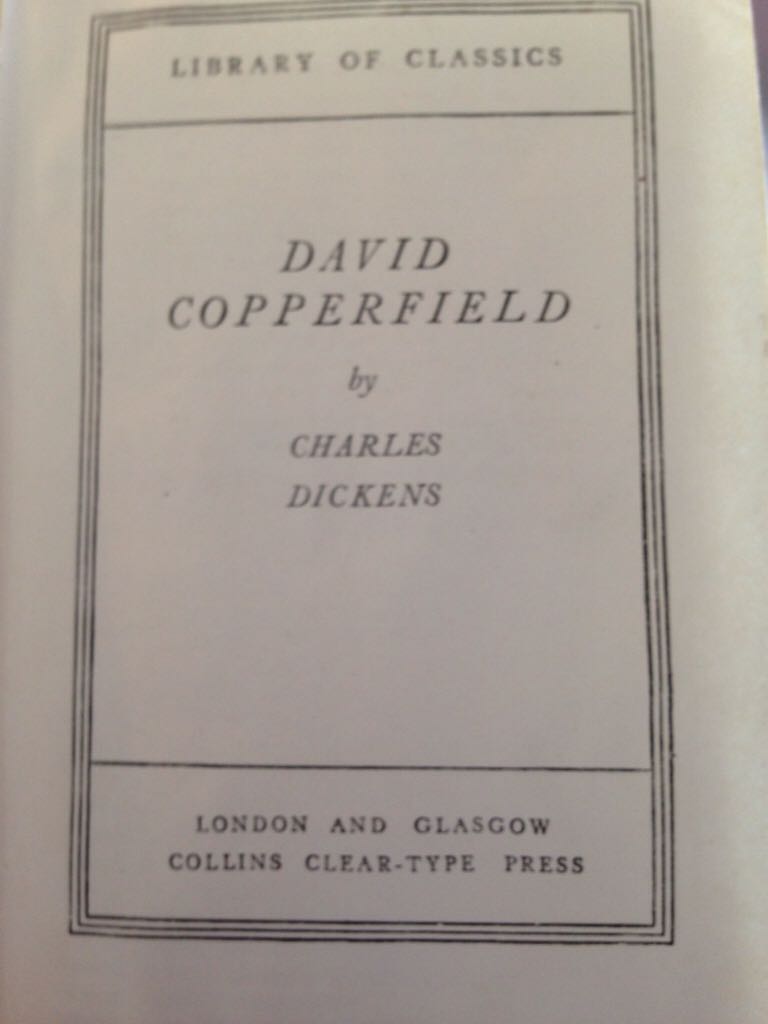 LIBRARY OF CLASSICS
DAVID
COPPERFIELD
by
CHARLES
DICKENS
LONDON AND GLASGOW
COLLINS CLEAR-TYPE PRESS